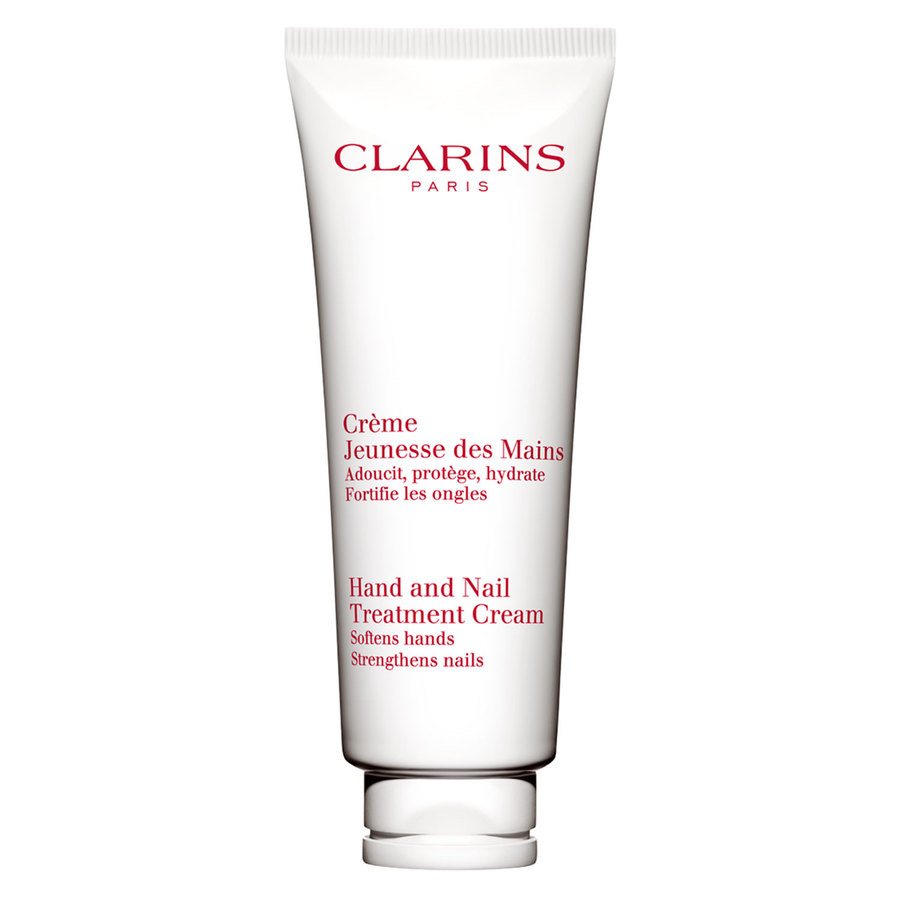 CLARINS
PARIS
Crème
Jeunesse des Mains
Adoucit, protège, hydrate
Fortifie les ongles
Hand and Nail
Treatment Cream
Softens hands
Strengthens nails